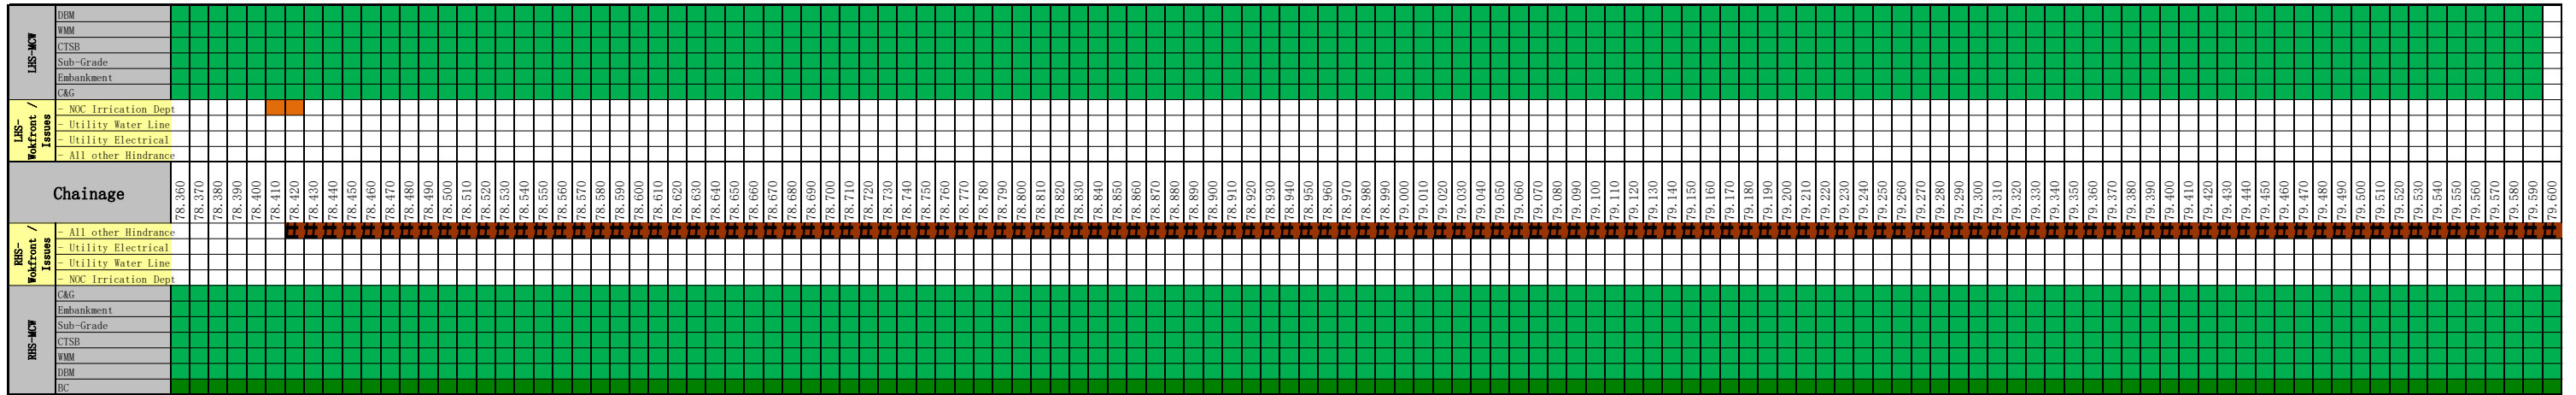 LHS-MCW
DBM
WMM
CTSB
Sub-Grade
Embankment
C&G
LHS-
Wokfront /
Issues
- NOC Irrication Dept
- Utility Water Line
- Utility Electrical
- All other Hindrance
Chainage
78.360 78.370 78.380 78.390 78.400 78.410 78.420 78.430 78.440 78.450 78.460 78.470 78.480 78.490 78.500 78.510 78.520 78.530 78.540 78.550 78.560 78.570 78.580 78.590 78.600 78.610 78.620 78.630 78.640 78.650 78.660 78.670 78.680 78.690 78.700 78.710 78.720 78.730 78.740 78.750 78.760 78.770 78.780 78.790 78.800 78.810 78.820 78.830 78.840 78.850 78.860 78.870 78.880 78.890 78.900 78.910 78.920 78.930 78.940 78.950 78.960 78.970 78.980 78.990 79.000 79.010 79.020 79.030 79.040 79.050 79.060 79.070 79.080 79.090 79.100 79.110 79.120 79.130 79.140 79.150 79.160 79.170 79.180 79.190 79.200 79.210 79.220 79.230 79.240 79.250 79.260 79.270 79.280 79.290 79.300 79.310 79.320 79.330 79.340 79.350 79.360 79.370 79.380 79.390 79.400 79.410 79.420 79.430 79.440 79.450 79.460 79.470 79.480 79.490 79.500 79.510 79.520 79.530 79.540 79.550 79.560 79.570 79.580 79.590 79.600
RHS-
Wokfront /
Issues
- All other Hindrance
- Utility Electrical
- Utility Water Line
- NOC Irrication Dept
RHS-MCW
C&G
Embankment
Sub-Grade
CTSB
WMM
DBM
BC